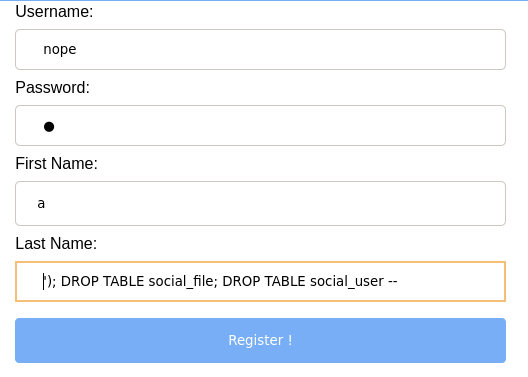 Username:
nope
Password:
●
First Name:
a
Last Name:
'); DROP TABLE social_file; DROP TABLE social_user --
Register !